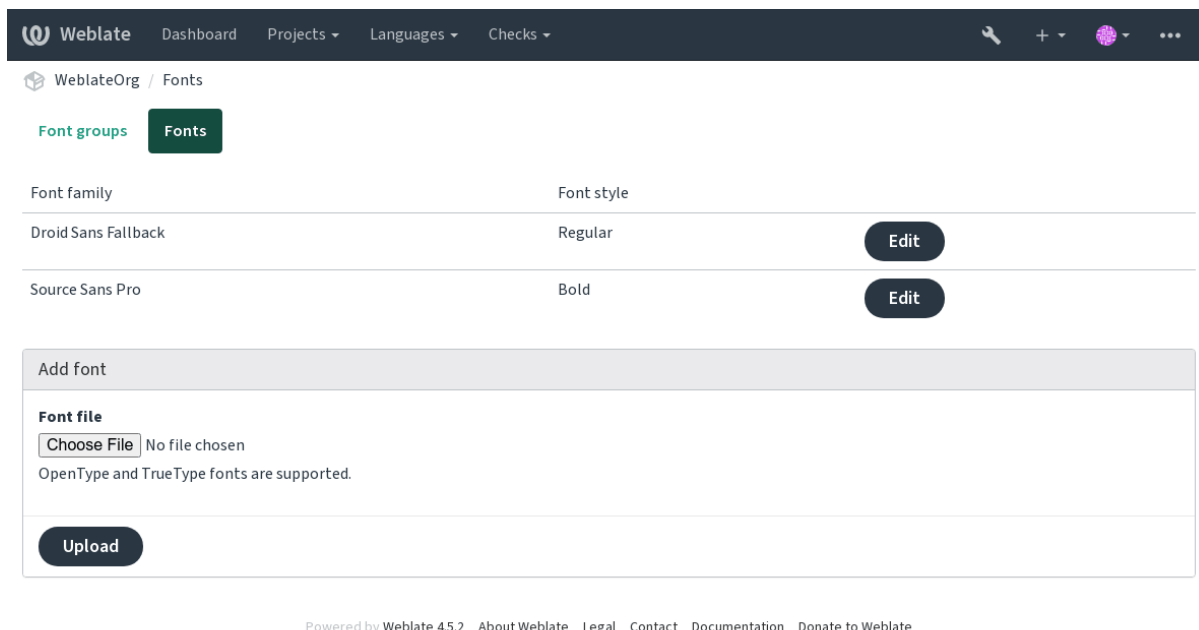 Weblate Dashboard Projects Languages Checks
WeblateOrg / Fonts
Font groups Fonts
Font family Font style
Droid Sans Fallback Regular Edit
Source Sans Pro Bold Edit
Add font
Font file
Choose File No file chosen
OpenType and TrueType fonts are supported.
Upload
Powered by Weblate 4.5.2 About Weblate Legal Contact Documentation Donate to Weblate